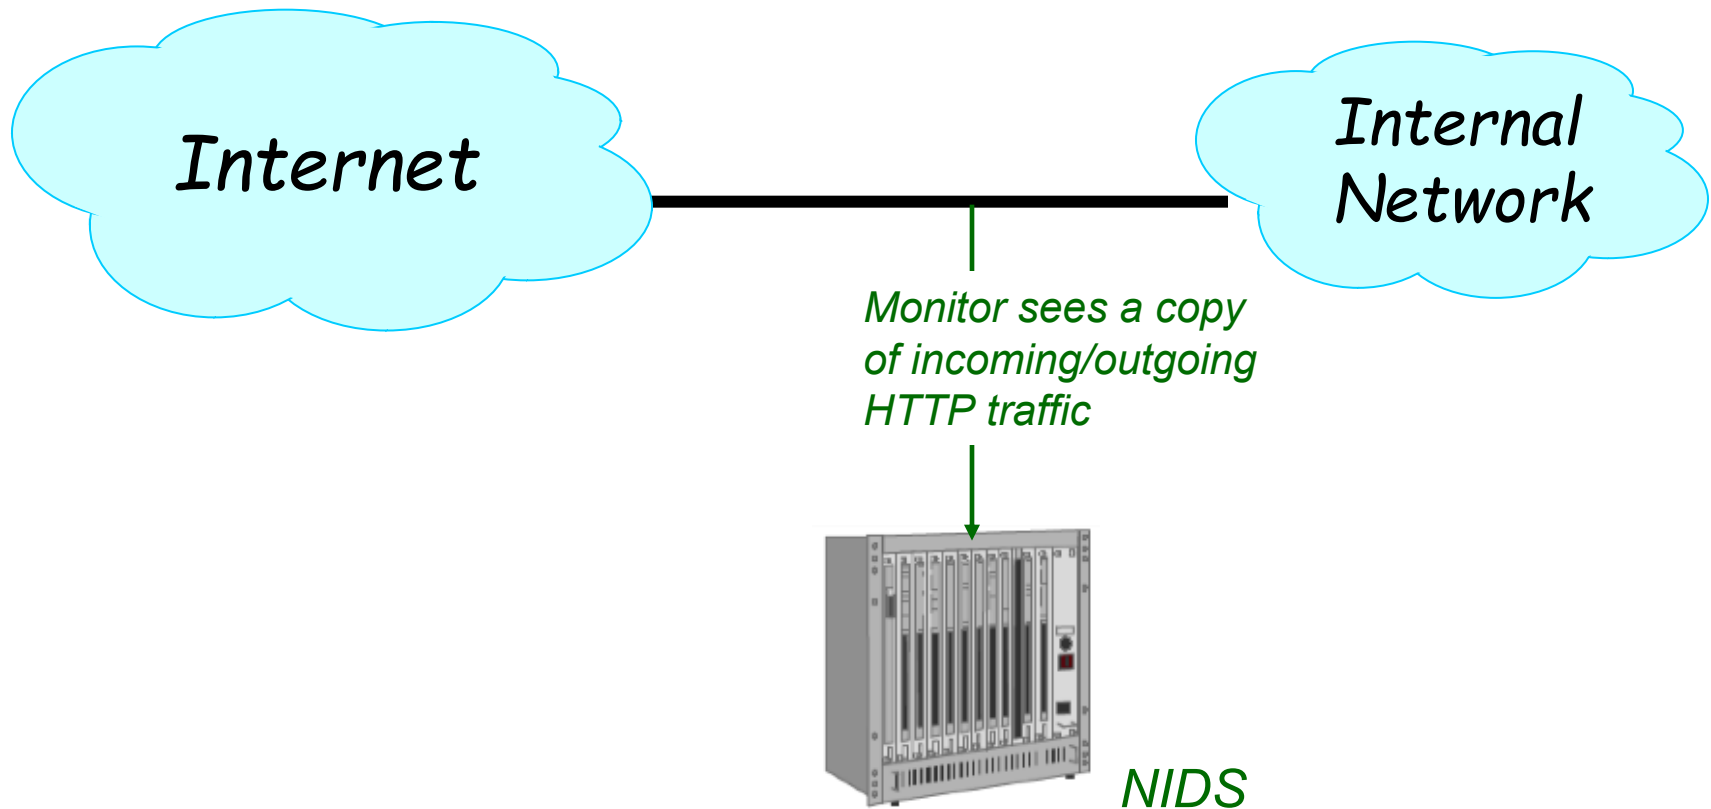 Internet
Internal
Network
Monitor sees a copy
of incoming/outgoing
HTTP traffic
NIDS